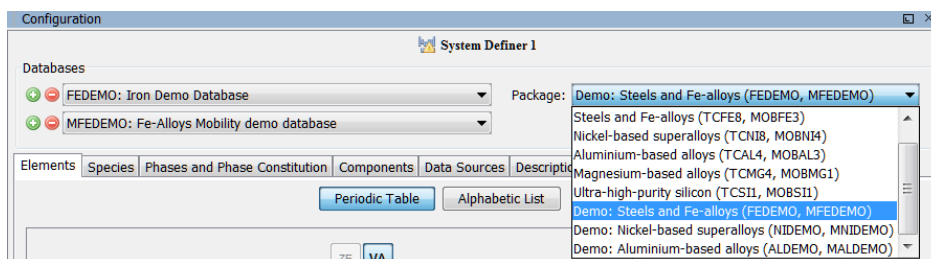 Configuration
System Definer 1
Databases
FEDEMO: Iron Demo Database
Package: Demo: Steels and Fe-alloys (FEDEMO, MFEDEMO)
MFEDEMO: Fe-Alloys Mobility demo database
Steels and Fe-alloys (TCFE8, MOBFE3)
Nickel-based superalloys (TCNI8, MOBNI4)
Aluminium-based alloys (TCAL4, MOBAL3)
Magnesium-based alloys (TCMG4, MOBMG1)
Ultra-high-purity silicon (TCSI1, MOBSI1)
Demo: Steels and Fe-alloys (FEDEMO, MFEDEMO)
Demo: Nickel-based superalloys (NIDEMO, MNIDEMO)
Demo: Aluminium-based alloys (ALDEMO, MALDEMO)
Elements Species Phases and Phase Constitution Components Data Sources Descriptio
Periodic Table Alphabetic List
VA